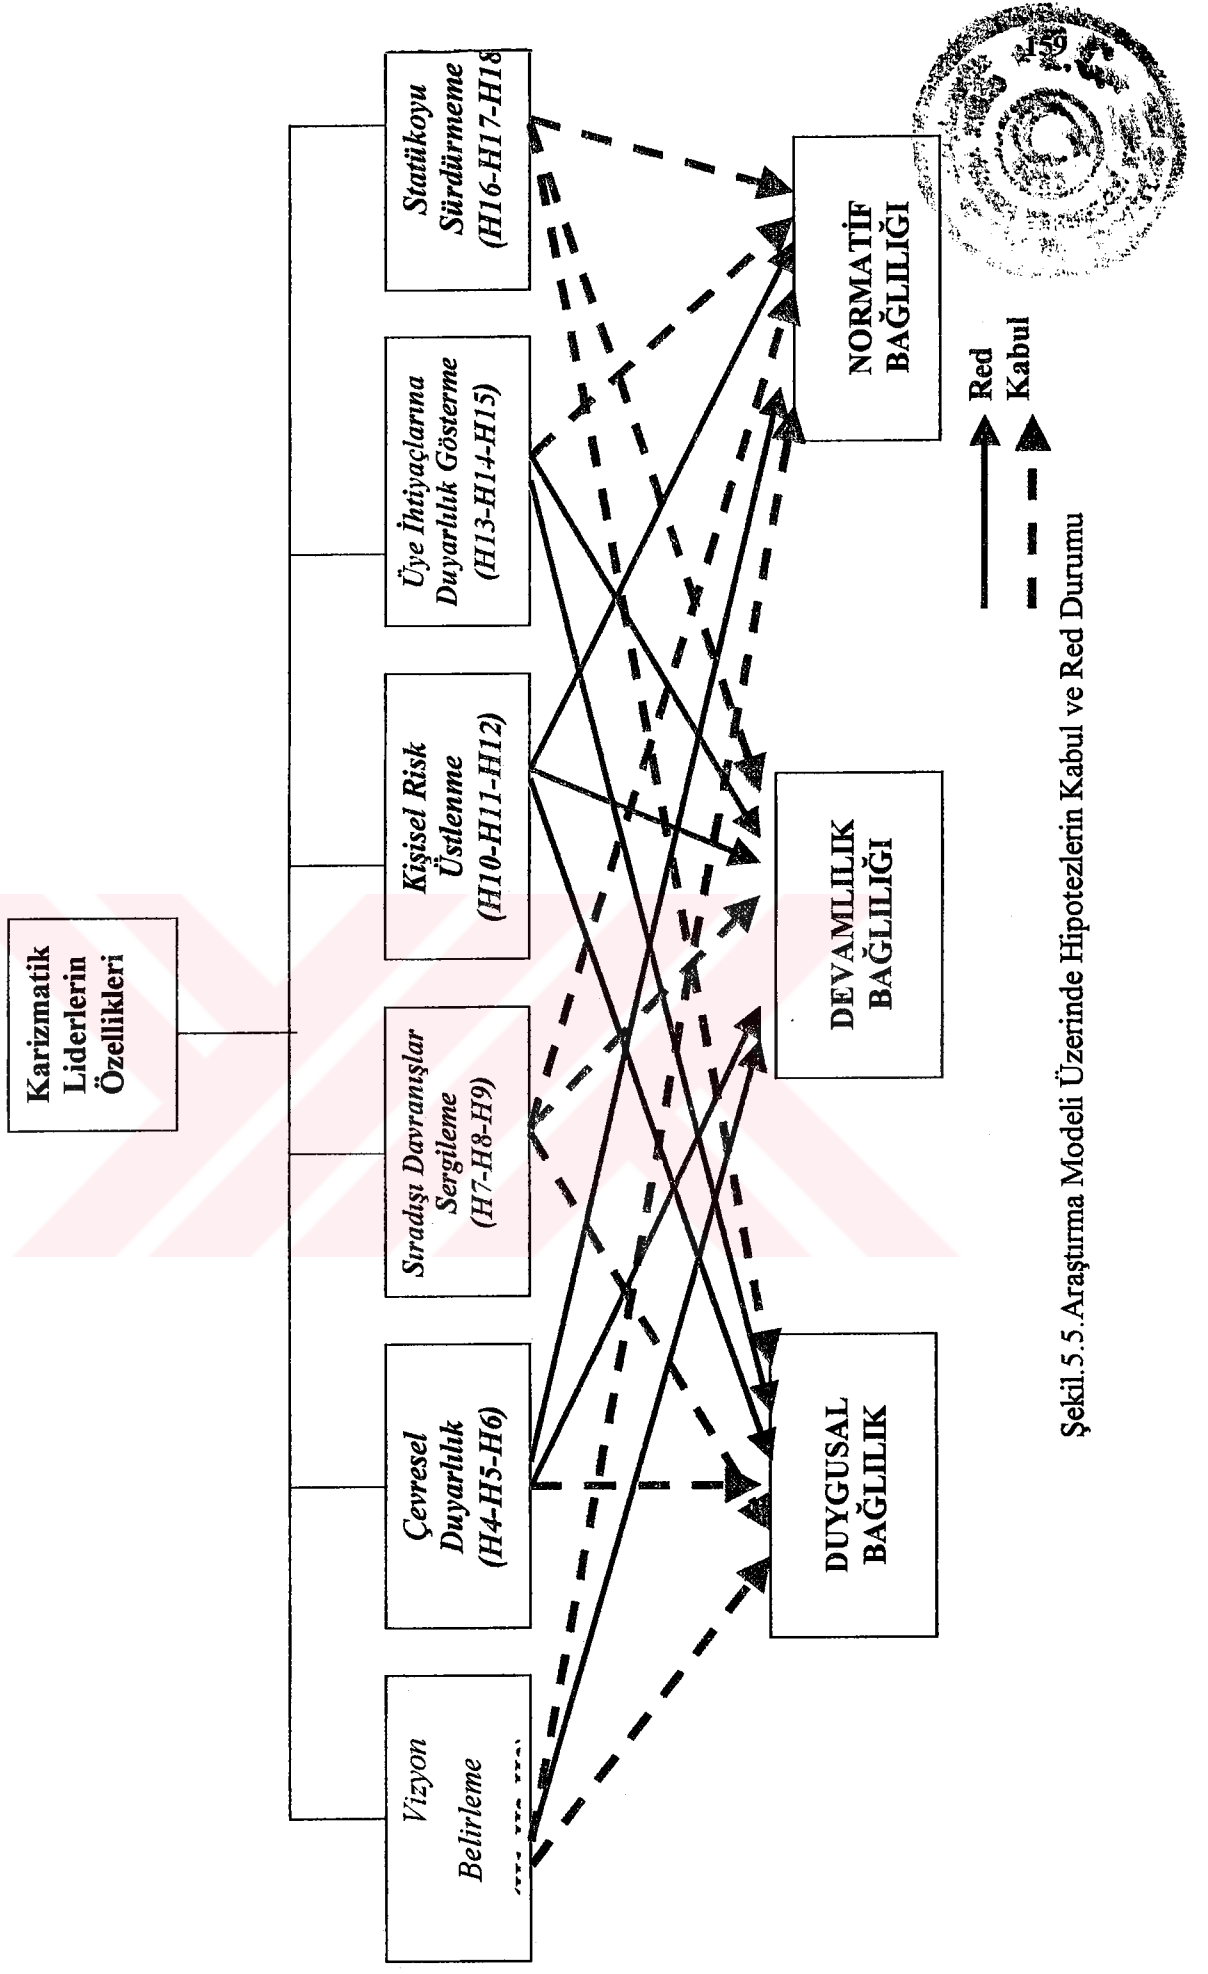 159
Karizmatik
Liderlerin
Özellikleri
Vizyon
Belirleme
Çevresel
Duyarlılık
(H4-H5-H6)
Sıradışı Davranışlar
Sergileme
(H7-H8-H9)
Kişisel Risk
Üstlenme
(H10-H11-H12)
Üye İhtiyaçlarına
Duyarlılık Gösterme
(H13-H14-H15)
Statükoyu
Sürdürmeme
(H16-H17-H18
DUYGUSAL
BAĞLILIK
DEVAMLILIK
BAĞLILIĞI
NORMATİF
BAĞLILIĞI
Red
Kabul
Şekil.5.5.Araştırma Modeli Üzerinde Hipotezlerin Kabul ve Red Durumu